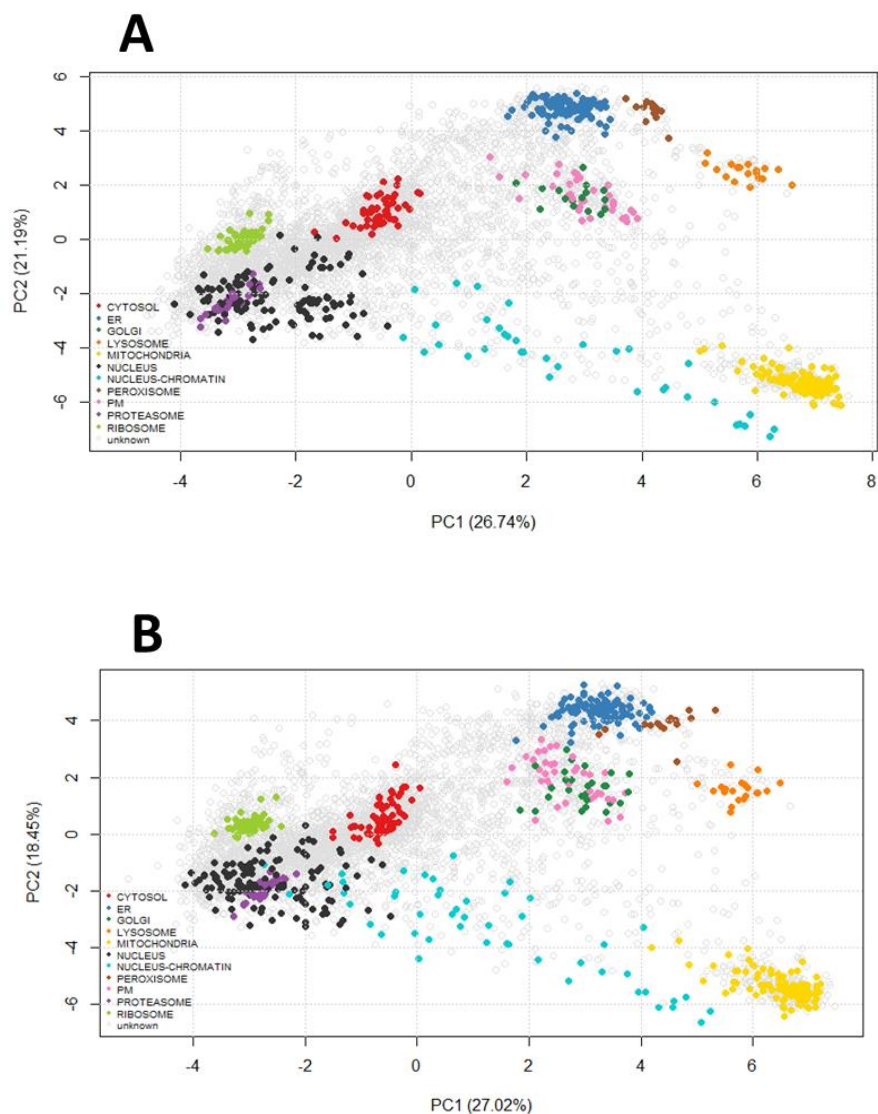 A
6
4
2
0
-2
-4
-6
PC2 (21.19%)
CYTOSOL
ER
GOLGI
LYSOSOME
MITOCHONDRIA
NUCLEUS
NUCLEUS-CHROMATIN
PEROXISOME
PM
PROTEASOME
RIBOSOME
unknown
-4 -2 0 2 4 6 8
PC1 (26.74%)
B
4
2
0
-2
-4
-6
PC2 (18.45%)
CYTOSOL
ER
GOLGI
LYSOSOME
MITOCHONDRIA
NUCLEUS
NUCLEUS-CHROMATIN
PEROXISOME
PM
PROTEASOME
RIBOSOME
unknown
-4 -2 0 2 4 6
PC1 (27.02%)